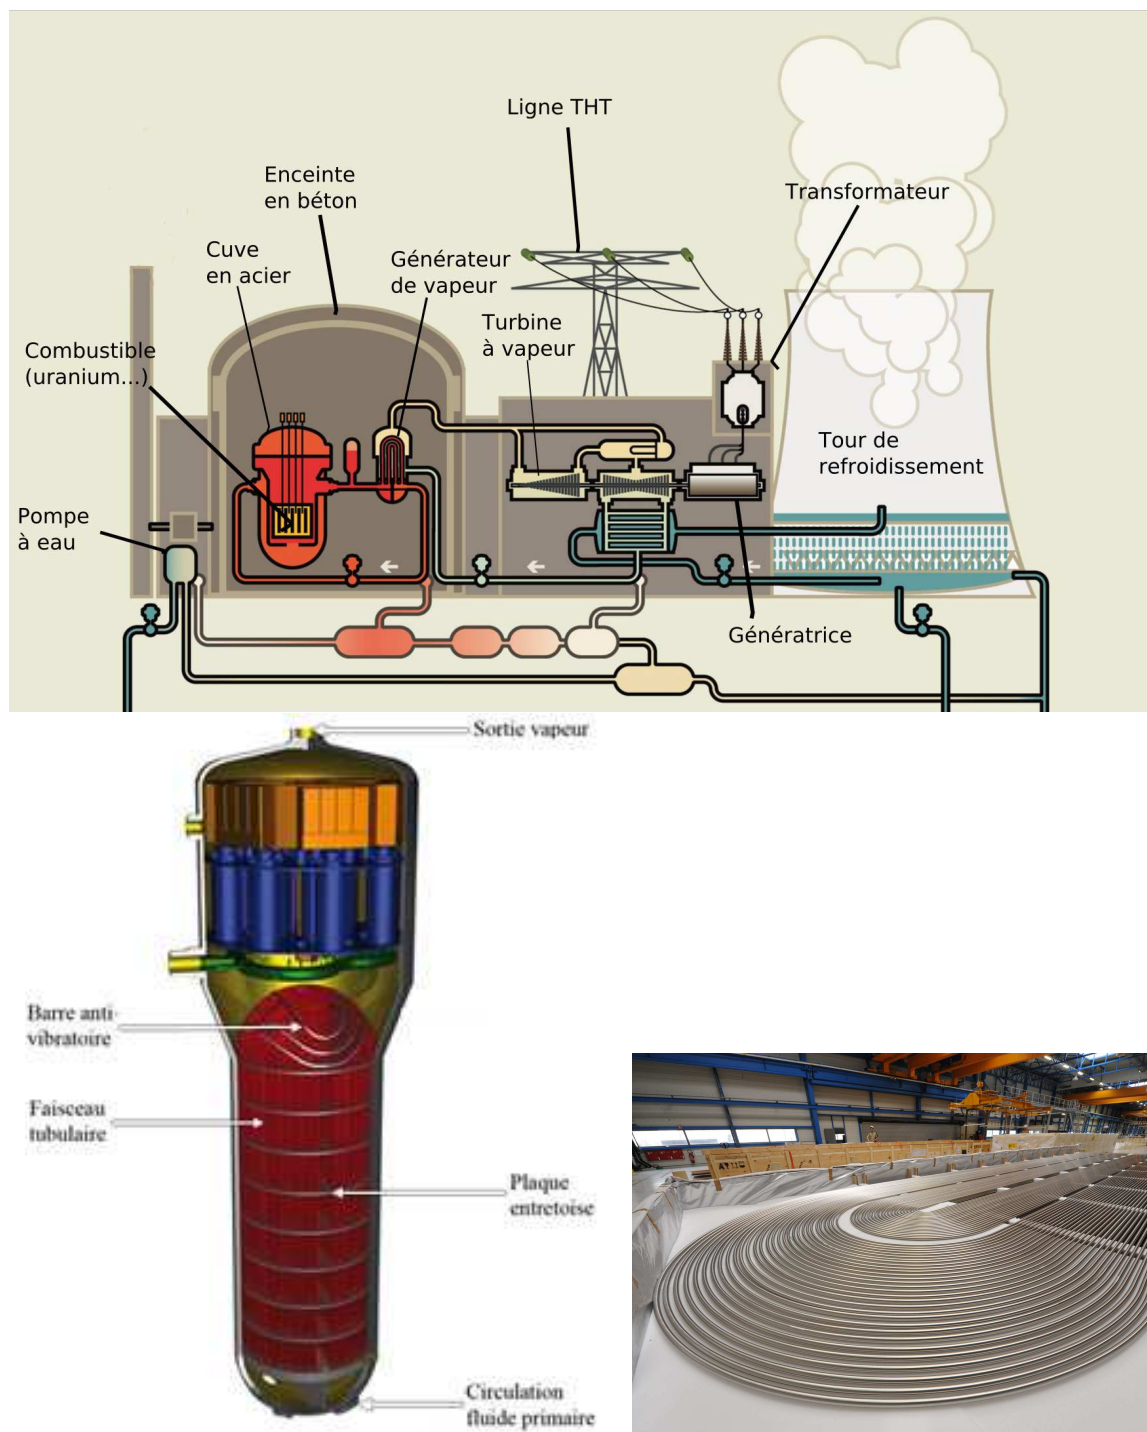 Ligne THT
Enceinte
en béton
Transformateur
Cuve
en acier
Générateur
de vapeur
Turbine
à vapeur
Combustible
(uranium...)
Tour de
refroidissement
Pompe
à eau
Génératrice
Sortie vapeur
Barre anti-
vibratoire
Faisceau
tubulaire
Plaque
entretoise
Circulation
fluide primaire